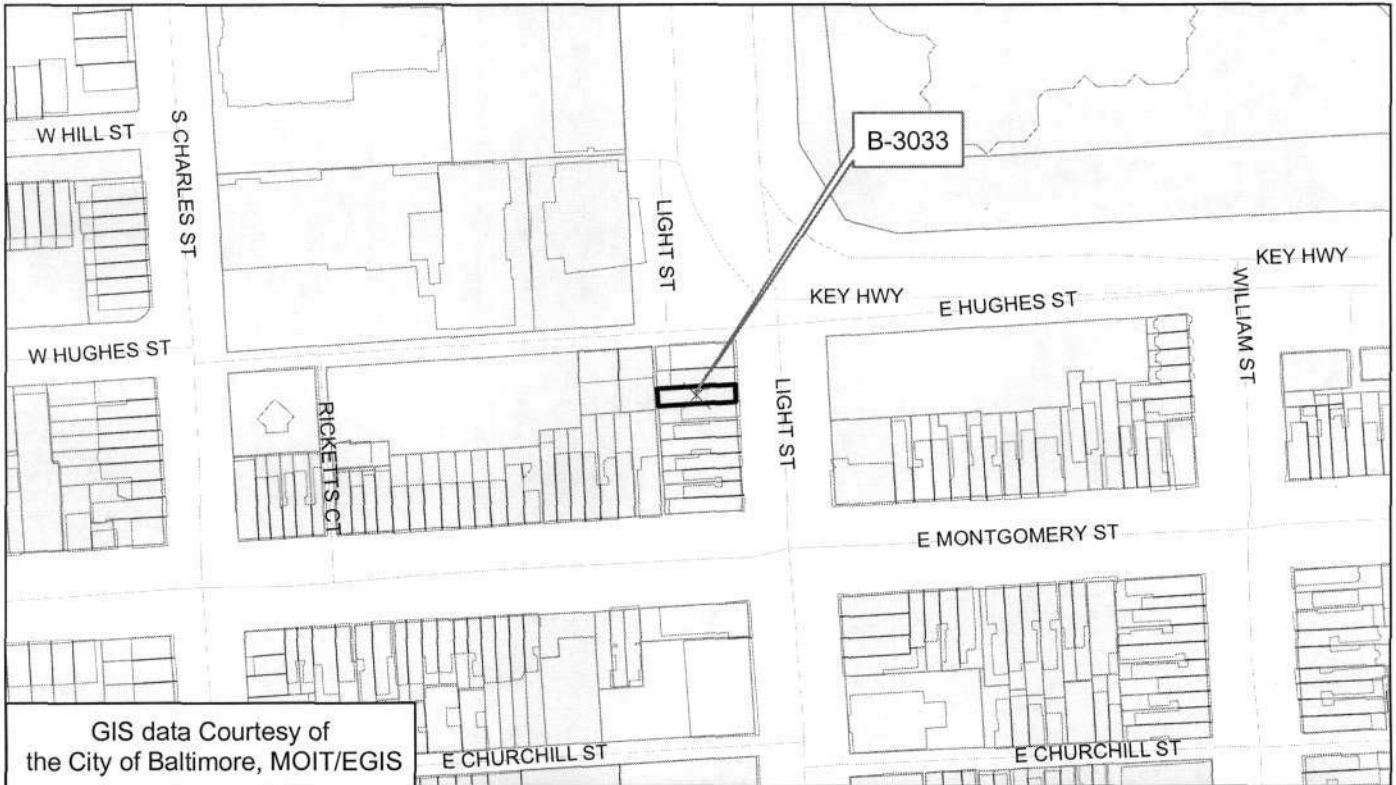 W HILL ST
S CHARLES ST
B-3033
LIGHT ST
KEY HWY
KEY HWY
E HUGHES ST
WILLIAM ST
W HUGHES ST
RICKETTS CT
LIGHT ST
E MONTGOMERY ST
GIS data Courtesy of
the City of Baltimore, MOIT/EGIS
E CHURCHILL ST
E CHURCHILL ST